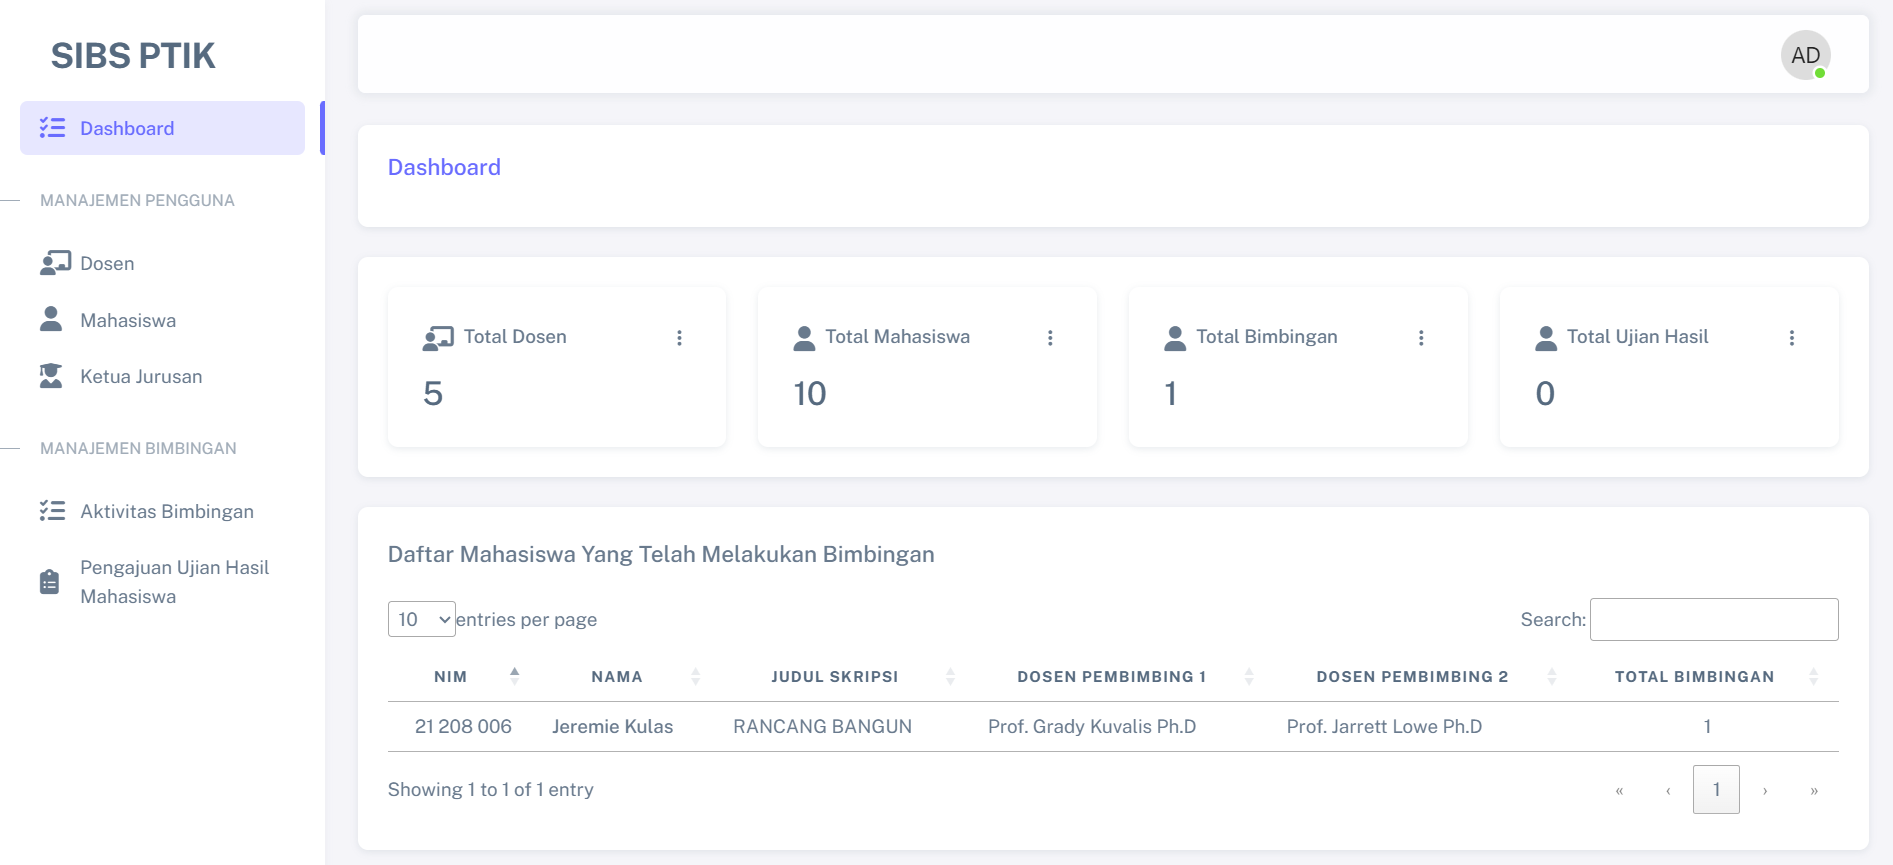 SIBS PTIK
Dashboard
MANAJEMEN PENGGUNA
Dosen
Mahasiswa
Ketua Jurusan
MANAJEMEN BIMBINGAN
Aktivitas Bimbingan
Pengajuan Ujian Hasil
Mahasiswa
AD
Dashboard
Total Dosen
5
Total Mahasiswa
10
Total Bimbingan
1
Total Ujian Hasil
0
Daftar Mahasiswa Yang Telah Melakukan Bimbingan
10 entries per page
Search:
NIM NAMA JUDUL SKRIPSI DOSEN PEMBIMBING 1 DOSEN PEMBIMBING 2 TOTAL BIMBINGAN
21 208 006 Jeremie Kulas RANCANG BANGUN Prof. Grady Kuvalis Ph.D Prof. Jarrett Lowe Ph.D 1
Showing 1 to 1 of 1 entry
« ‹ 1 › »